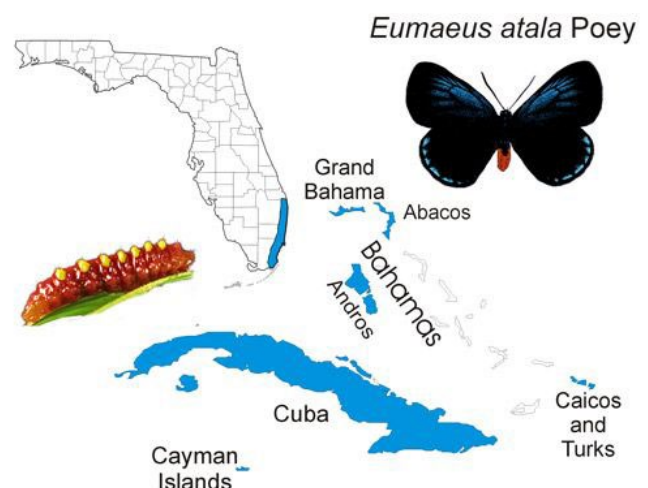 Eumaeus atala Poey
Grand
Bahama
Abacos
Bahamas
Andros
Cuba
Caicos
and
Turks
Cayman
Islands